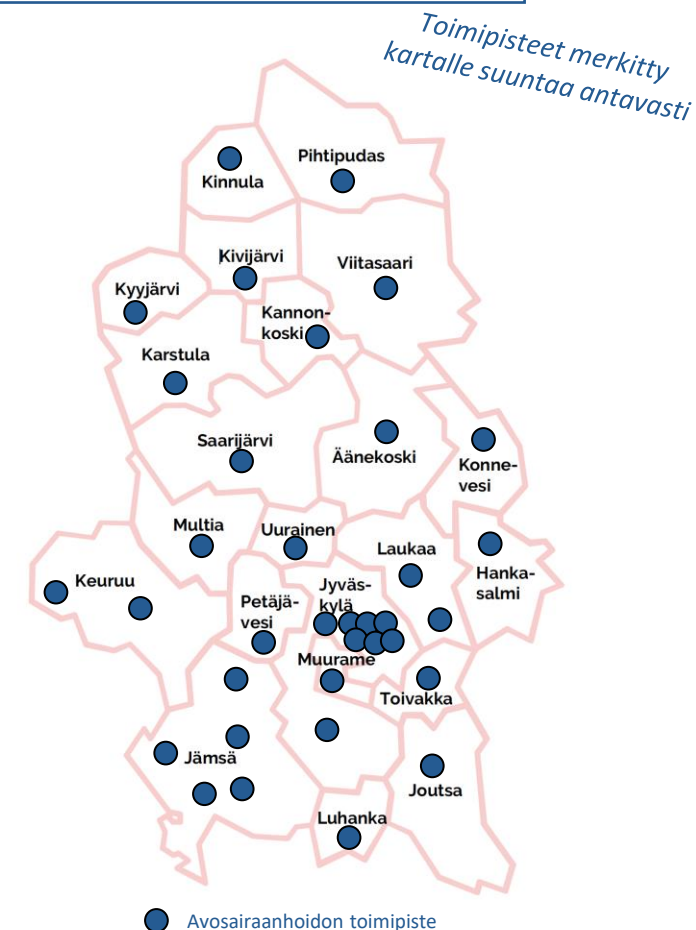 Toimipisteet merkitty
kartalle suuntaa antavasti
Pihtipudas
Kinnula
Kivijärvi
Viitasaari
Kyyjärvi
Kannon-
koski
Karstula
Saarijärvi
Äänekoski
Konne-
vesi
Multia
Uurainen
Laukaa
Keuruu
Hanka-
salmi
Jyväs-
kylä
Petäjä-
vesi
Muurame
Toivakka
Jämsä
Joutsa
Luhanka
Avosairaanhoidon toimipiste